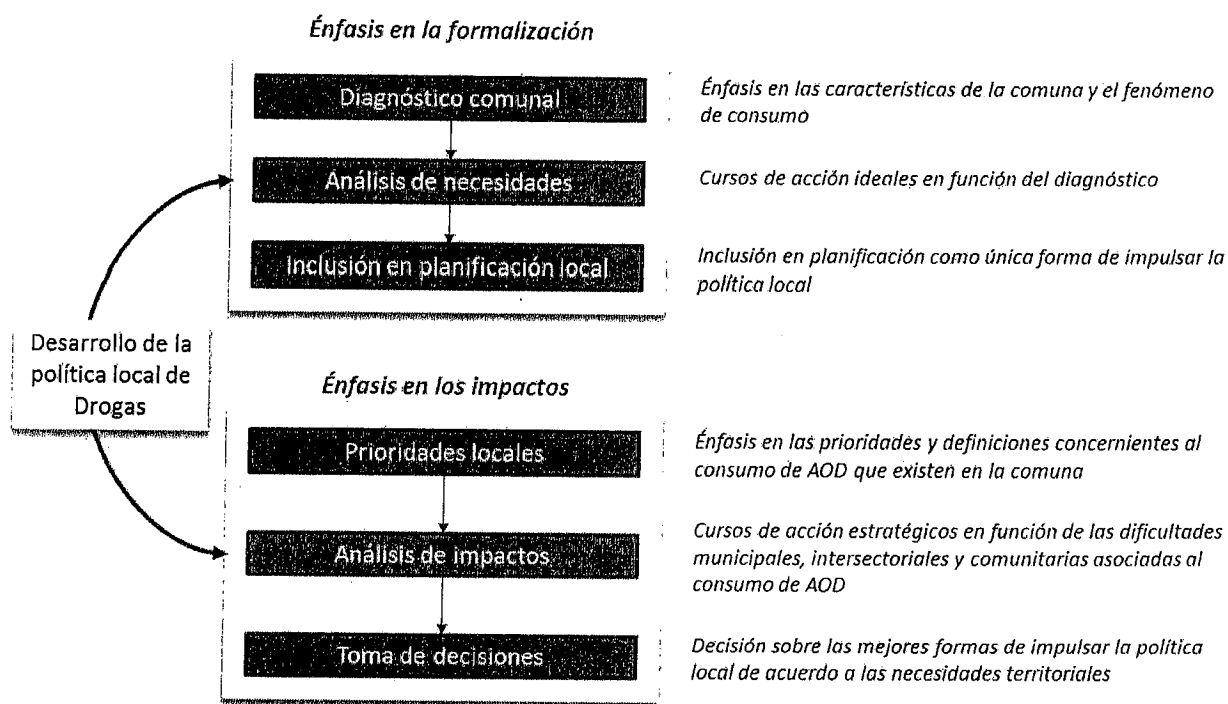 Énfasis en la formalización
Diagnóstico comunal
Énfasis en las características de la comuna y el fenómeno
de consumo
Análisis de necesidades
Cursos de acción ideales en función del diagnóstico
Inclusión en planificación local
Inclusión en planificación como única forma de impulsar la
política local
Desarrollo de la
política local de
Drogas
Énfasis en los impactos
Prioridades locales
Énfasis en las prioridades y definiciones concernientes al
consumo de AOD que existen en la comuna
Análisis de impactos
Cursos de acción estratégicos en función de las dificultades
municipales, intersectoriales y comunitarias asociadas al
consumo de AOD
Toma de decisiones
Decisión sobre las mejores formas de impulsar la política
local de acuerdo a las necesidades territoriales